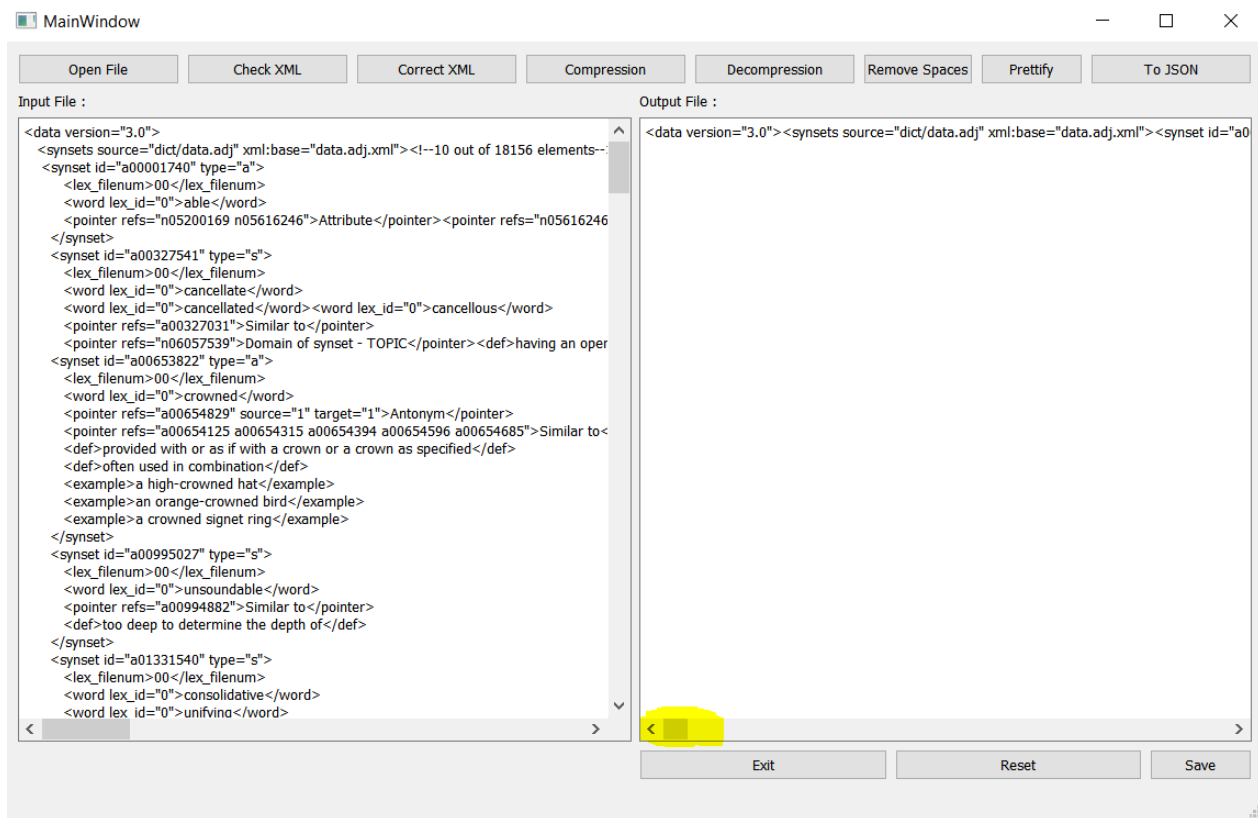 MainWindow
Open File Check XML Correct XML Compression Decompression Remove Spaces Prettify To JSON
Input File :
<data version="3.0">
<synsets source="dict/data.adj" xml:base="data.adj.xml"><!--10 out of 18156 elements--
<synset id="a00001740" type="a">
<lex_filenum>00</lex_filenum>
<word lex_id="0">able</word>
<pointer refs="n05200169 n05616246">Attribute</pointer><pointer refs="n05616246
</synset>
<synset id="a00327541" type="s">
<lex_filenum>00</lex_filenum>
<word lex_id="0">cancellate</word>
<word lex_id="0">cancellated</word><word lex_id="0">cancellous</word>
<pointer refs="a00327031">Similar to</pointer>
<pointer refs="n06057539">Domain of synset - TOPIC</pointer><def>having an oper
<synset id="a00653822" type="a">
<lex_filenum>00</lex_filenum>
<word lex_id="0">crowned</word>
<pointer refs="a00654829" source="1" target="1">Antonym</pointer>
<pointer refs="a00654125 a00654315 a00654394 a00654596 a00654685">Similar to<
<def>provided with or as if with a crown or a crown as specified</def>
<def>often used in combination</def>
<example>a high-crowned hat</example>
<example>an orange-crowned bird</example>
<example>a crowned signet ring</example>
</synset>
<synset id="a00995027" type="s">
<lex_filenum>00</lex_filenum>
<word lex_id="0">unsoundable</word>
<pointer refs="a00994882">Similar to</pointer>
<def>too deep to determine the depth of</def>
</synset>
<synset id="a01331540" type="s">
<lex_filenum>00</lex_filenum>
<word lex_id="0">consolidative</word>
<word lex_id="0">unifying</word>
Output File :
<data version="3.0"><synsets source="dict/data.adj" xml:base="data.adj.xml"><synset id="a0
Exit Reset Save